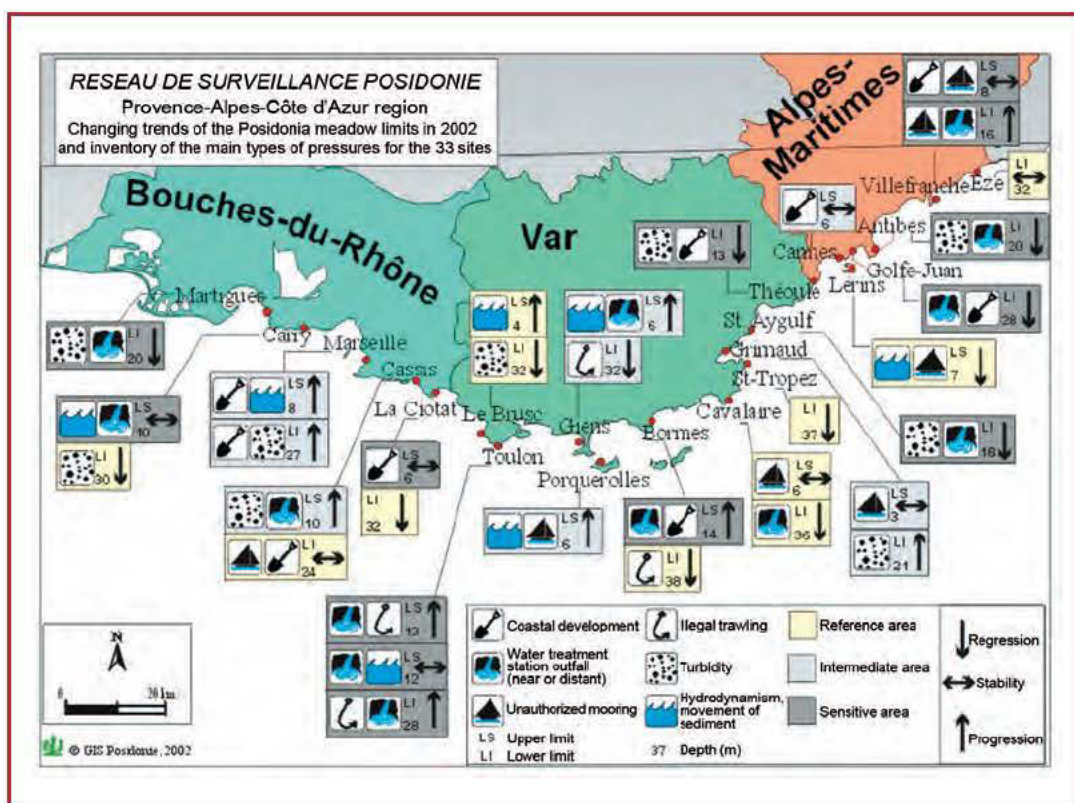 RESEAU DE SURVEILLANCE POSIDONIE
Provence-Alpes-Côte d'Azur region
Changing trends of the Posidonia meadow limits in 2002
and inventory of the main types of pressures for the 33 sites
Alpes-
Maritimes
Bouches-du-Rhône
Var
LS
8
LI
16
Villefranche
Eze
LI
32
LS
6
Antibes
LI
20
Cannes
Golfe-Juan
Lérins
LI
28
LI
13
Théoule
LS
7
Martigues
LI
20
Carry
LS
10
LI
30
Marseille
LS
8
LI
27
Cassis
LS
10
LI
24
La Ciotat
LS
6
LI
32
LS
4
LI
32
Le Brusc
Toulon
LS
13
LS
12
LI
28
LS
6
LI
32
Giens
Porquerolles
LS
6
Bormes
LS
14
LI
38
Cavalaire
LS
6
LI
36
St-Tropez
LI
37
Grimaud
LS
3
LI
21
St Aygulf
LI
18
N
0 20 km
© GIS Posidonie, 2002
Coastal development
Water treatment
station outfall
(near or distant)
Unauthorized mooring
LS Upper limit
LI Lower limit
Illegal trawling
Turbidity
Hydrodynamism,
movement of
sediment
37 Depth (m)
Reference area
Intermediate area
Sensitive area
Regression
Stability
Progression